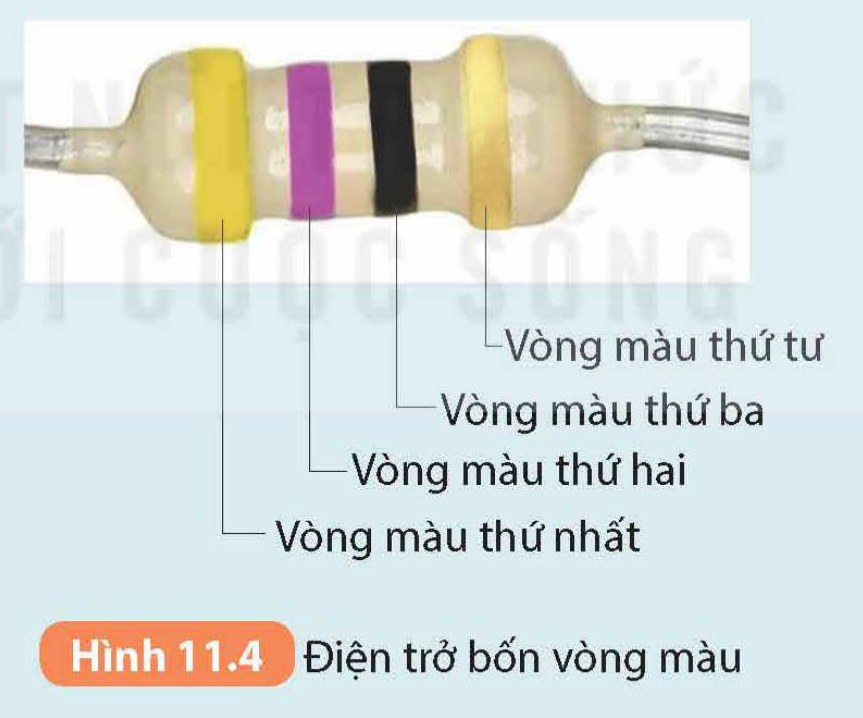 Vòng màu thứ tư
Vòng màu thứ ba
Vòng màu thứ hai
Vòng màu thứ nhất
Hình 11.4 Điện trở bốn vòng màu